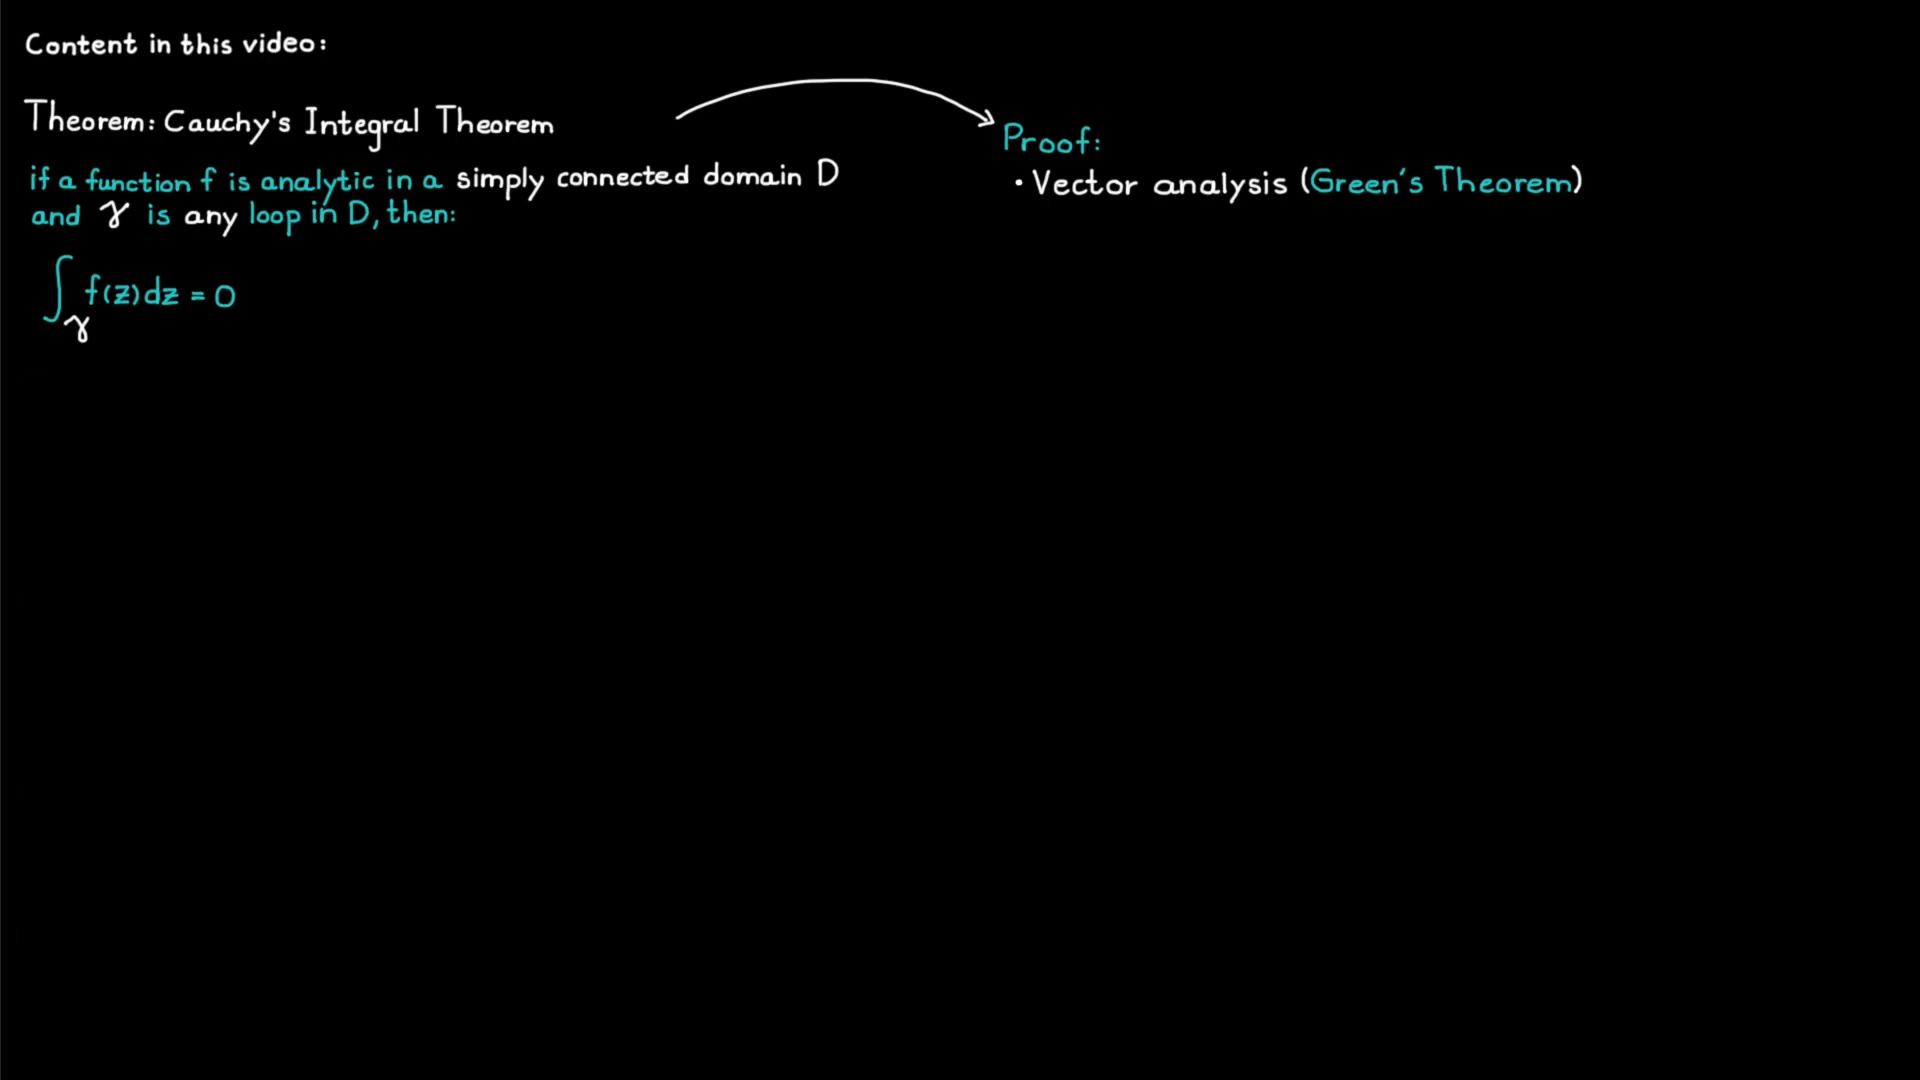 Content in this video:
Theorem: Cauchy's Integral Theorem
if a function f is analytic in a simply connected domain D
and γ is any loop in D, then:
∫_γ f(z)dz = 0
Proof:
• Vector analysis (Green's Theorem)